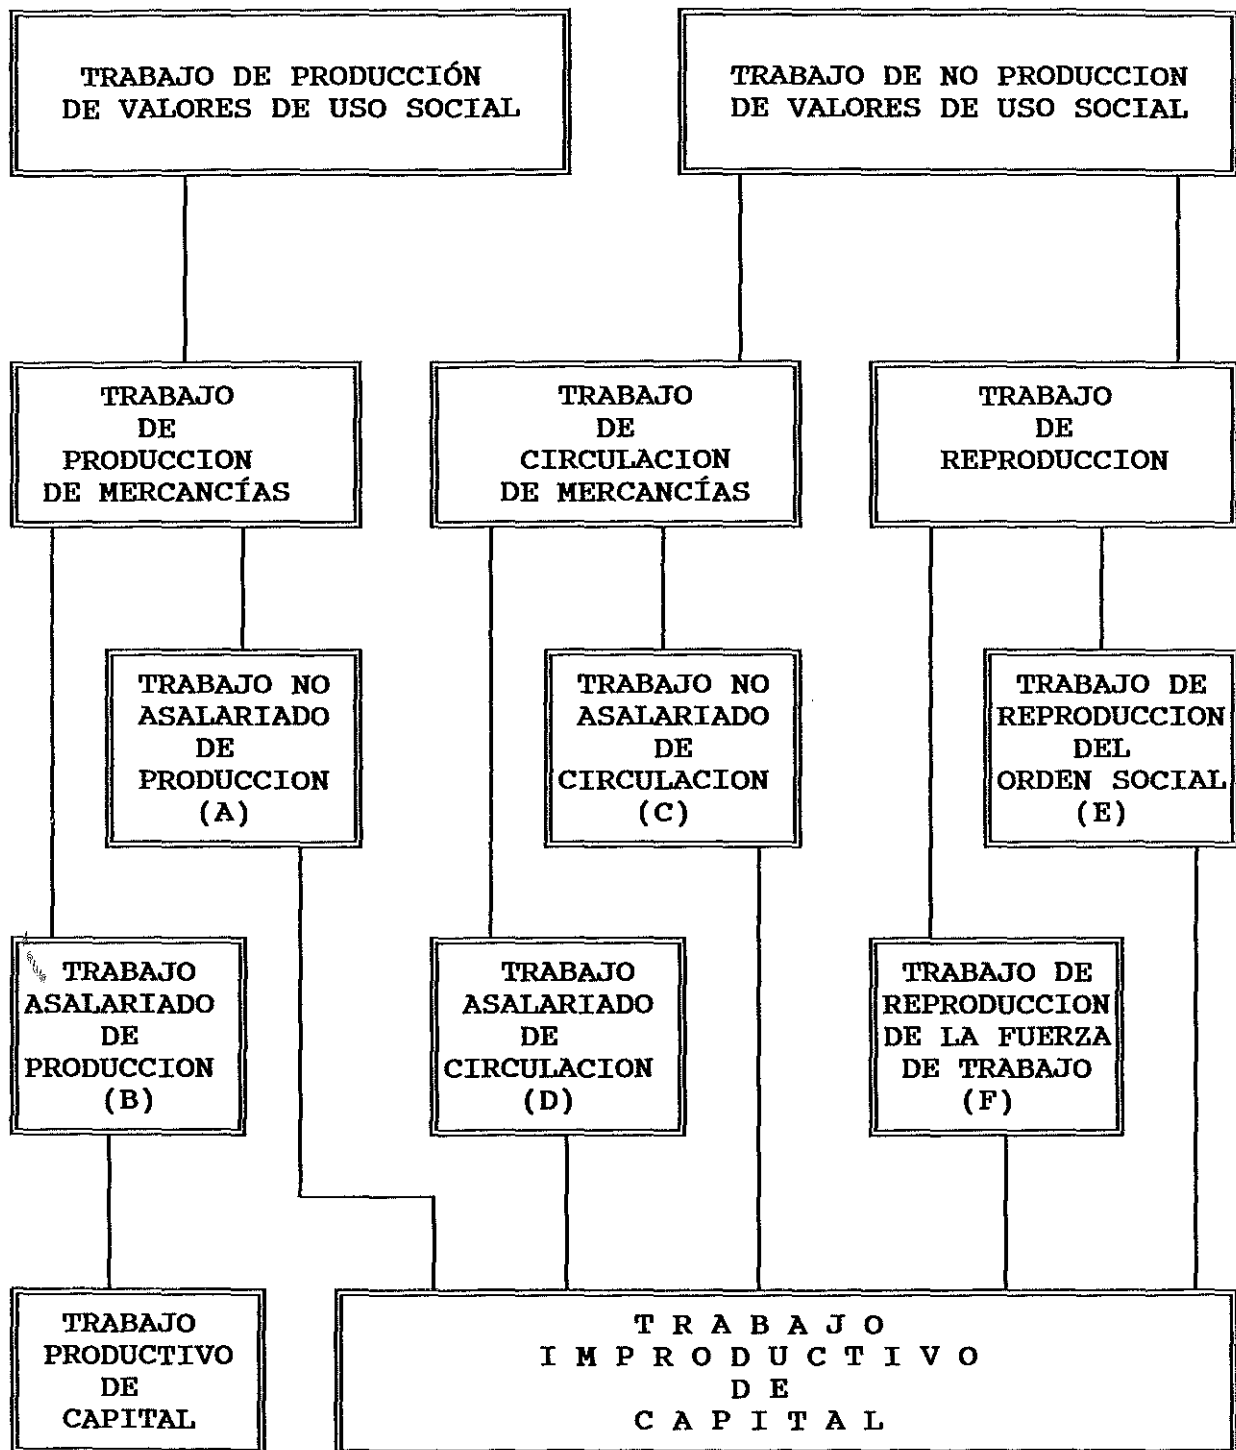 TRABAJO DE PRODUCCIÓN
DE VALORES DE USO SOCIAL
TRABAJO DE NO PRODUCCION
DE VALORES DE USO SOCIAL
TRABAJO
DE
PRODUCCION
DE MERCANCÍAS
TRABAJO
DE
CIRCULACION
DE MERCANCÍAS
TRABAJO
DE
REPRODUCCION
TRABAJO NO
ASALARIADO
DE
PRODUCCION
(A)
TRABAJO NO
ASALARIADO
DE
CIRCULACION
(C)
TRABAJO DE
REPRODUCCION
DEL
ORDEN SOCIAL
(E)
TRABAJO
ASALARIADO
DE
PRODUCCION
(B)
TRABAJO
ASALARIADO
DE
CIRCULACION
(D)
TRABAJO DE
REPRODUCCION
DE LA FUERZA
DE TRABAJO
(F)
TRABAJO
PRODUCTIVO
DE
CAPITAL
T R A B A J O
I M P R O D U C T I V O
D E
C A P I T A L